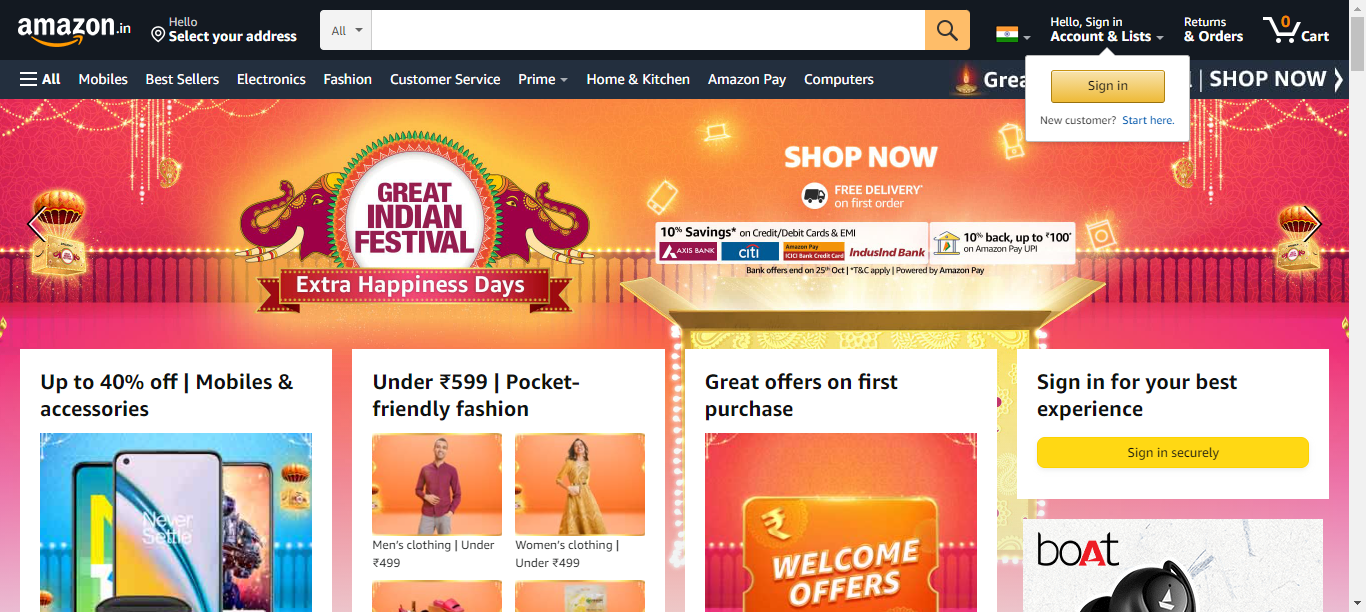 amazon.in
Hello
Select your address
All
Hello, Sign in
Account & Lists
Returns
& Orders
0
Cart
All
Mobiles
Best Sellers
Electronics
Fashion
Customer Service
Prime
Home & Kitchen
Amazon Pay
Computers
| SHOP NOW
Sign in
New customer? Start here.
GREAT
INDIAN
FESTIVAL
Extra Happiness Days
SHOP NOW
FREE DELIVERY*
on first order
10% Savings* on Credit/Debit Cards & EMI
AXIS BANK
citi
Amazon Pay
ICICI Bank Credit Card
IndusInd Bank
10% back, up to ₹100*
on Amazon Pay UPI
Bank offers end on 25th Oct | *T&C apply | Powered by Amazon Pay
Up to 40% off | Mobiles &
accessories
Never
Settle
Under ₹599 | Pocket-
friendly fashion
Men's clothing | Under
₹499
Women's clothing |
Under ₹499
Great offers on first
purchase
₹
WELCOME
OFFERS
Sign in for your best
experience
Sign in securely
boAt